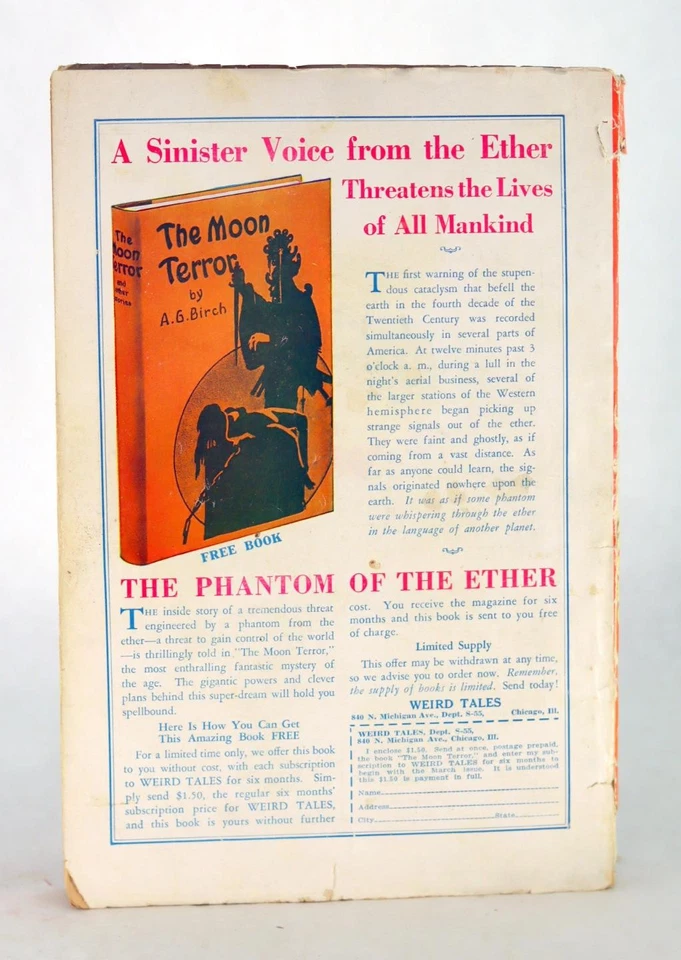 A Sinister Voice from the Ether
Threatens the Lives
of All Mankind
The Moon
Terror
by
A.G.Birch
The
Moon
Terror
and
other
stories
FREE BOOK
THE first warning of the stupen-
dous cataclysm that befell the
earth in the fourth decade of the
Twentieth Century was recorded
simultaneously in several parts of
America. At twelve minutes past 3
o'clock a. m., during a lull in the
night's aerial business, several of
the larger stations of the Western
hemisphere began picking up
strange signals out of the ether.
They were faint and ghostly, as if
coming from a vast distance. As
far as anyone could learn, the sig-
nals originated nowhere upon the
earth. It was as if some phantom
were whispering through the ether
in the language of another planet.
THE PHANTOM OF THE ETHER
THE inside story of a tremendous threat
engineered by a phantom from the
ether—a threat to gain control of the world
—is thrillingly told in "The Moon Terror,"
the most enthralling fantastic mystery of
the age. The gigantic powers and clever
plans behind this super-dream will hold you
spellbound.
Here Is How You Can Get
This Amazing Book FREE
For a limited time only, we offer this book
to you without cost, with each subscription
to WEIRD TALES for six months. Sim-
ply send $1.50, the regular six months'
subscription price for WEIRD TALES,
and this book is yours without further
cost. You receive the magazine for six
months and this book is sent to you free
of charge.
Limited Supply
This offer may be withdrawn at any time,
so we advise you to order now. Remember,
the supply of books is limited. Send today!
WEIRD TALES
840 N. Michigan Ave., Dept. S-55, Chicago, Ill.
WEIRD TALES, Dept. S-55,
840 N. Michigan Ave., Chicago, Ill.
I enclose $1.50. Send at once, postage prepaid,
the book "The Moon Terror," and enter my sub-
scription to WEIRD TALES for six months to
begin with the March issue. It is understood
this $1.50 is payment in full.
Name
Address
City State